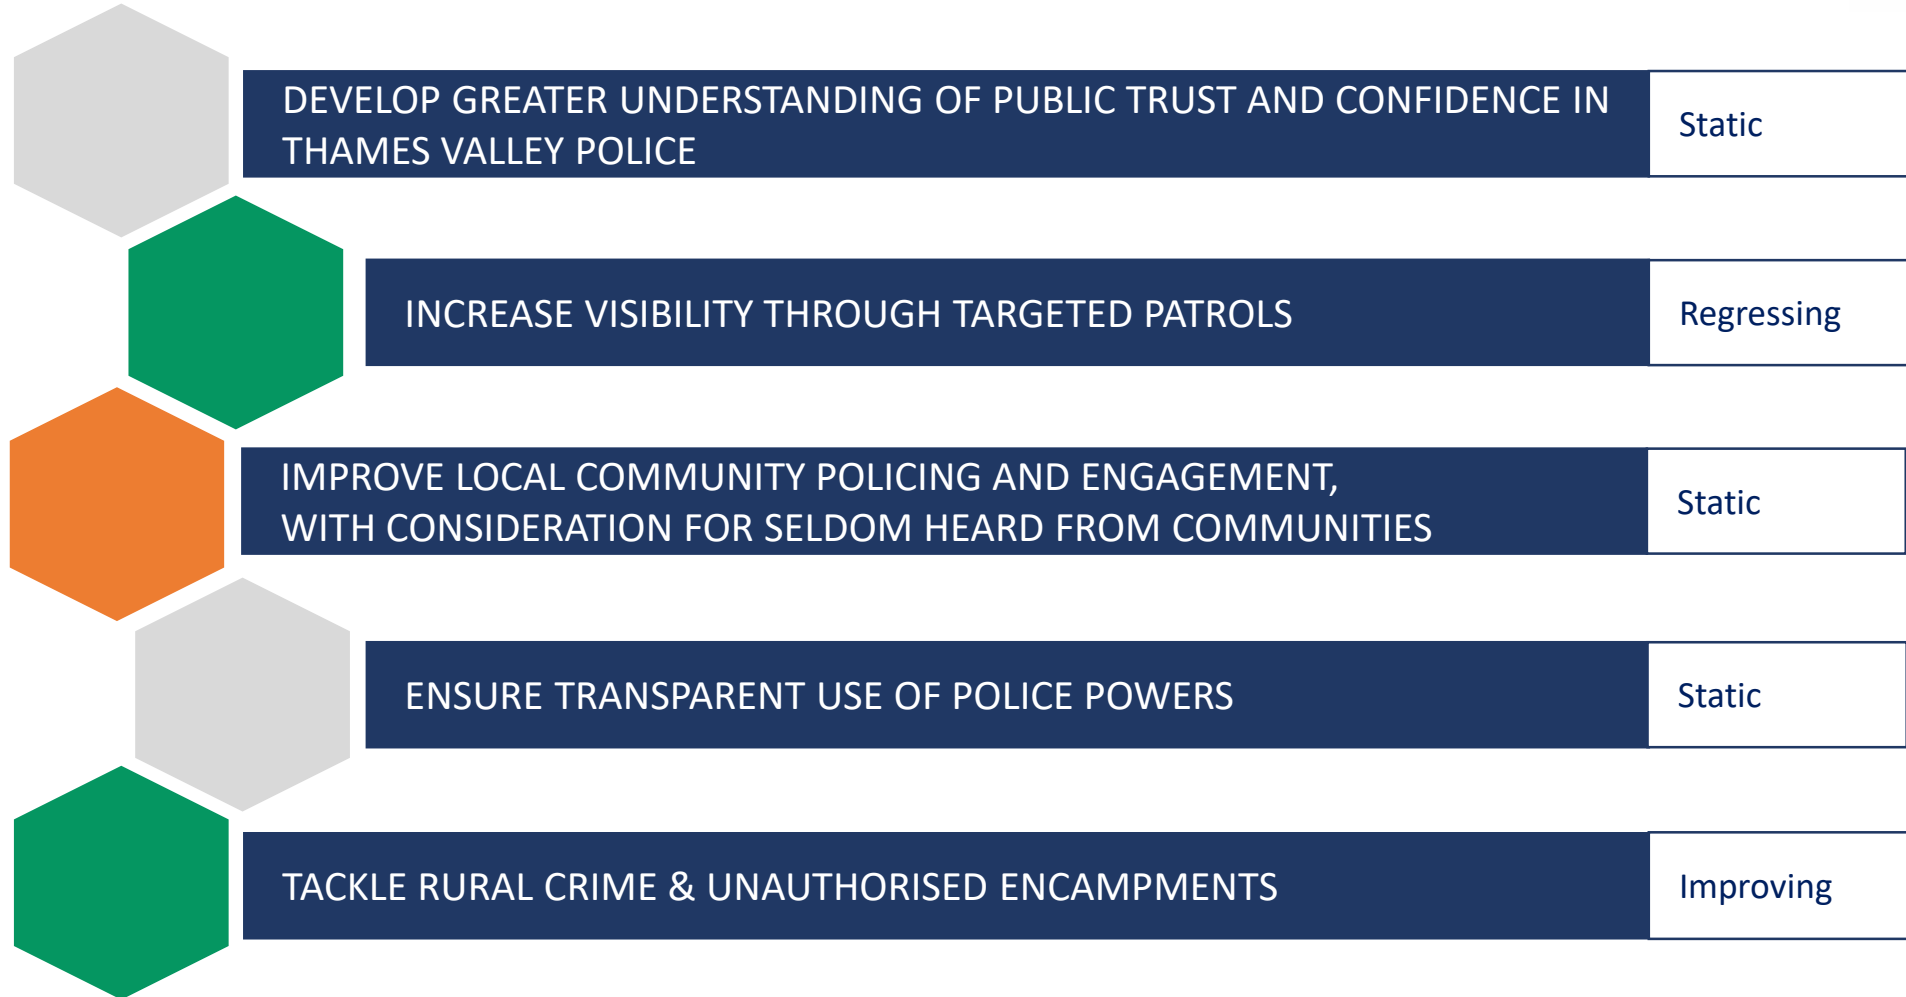 DEVELOP GREATER UNDERSTANDING OF PUBLIC TRUST AND CONFIDENCE IN
THAMES VALLEY POLICE
Static
INCREASE VISIBILITY THROUGH TARGETED PATROLS
Regressing
IMPROVE LOCAL COMMUNITY POLICING AND ENGAGEMENT,
WITH CONSIDERATION FOR SELDOM HEARD FROM COMMUNITIES
Static
ENSURE TRANSPARENT USE OF POLICE POWERS
Static
TACKLE RURAL CRIME & UNAUTHORISED ENCAMPMENTS
Improving